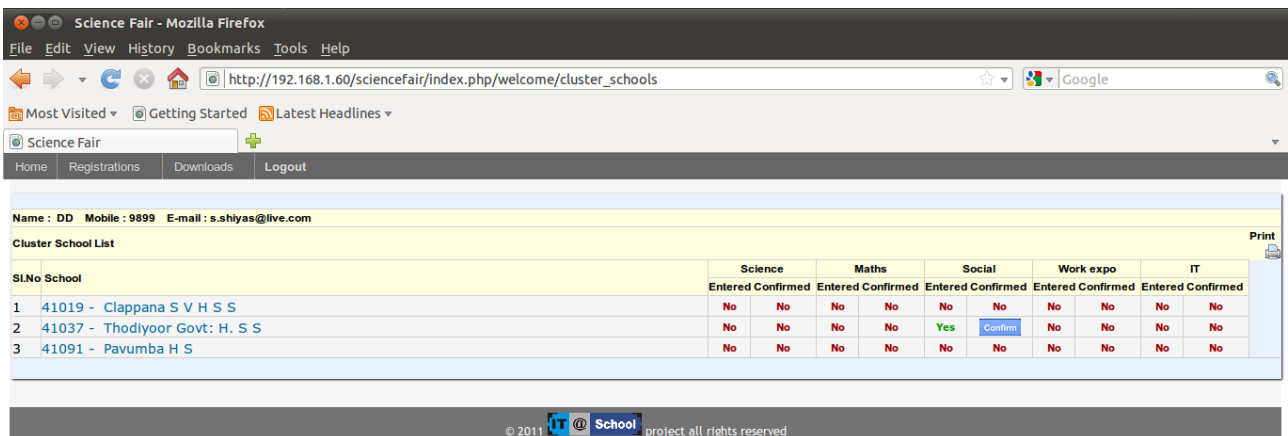 Science Fair - Mozilla Firefox
File Edit View History Bookmarks Tools Help
http://192.168.1.60/sciencefair/index.php/welcome/cluster_schools Google
Most Visited Getting Started Latest Headlines
Science Fair
Home Registrations Downloads Logout
Name : DD Mobile : 9899 E-mail : s.shiyas@live.com
Cluster School List Print
Sl.No School Science Maths Social Work expo IT
Entered Confirmed Entered Confirmed Entered Confirmed Entered Confirmed Entered Confirmed
1 41019 - Clappana S V H S S No No No No No No No No No No
2 41037 - Thodiyoor Govt: H. S S No No No No Yes Confirm No No No No
3 41091 - Pavumba H S No No No No No No No No No No
© 2011 IT @ School project all rights reserved